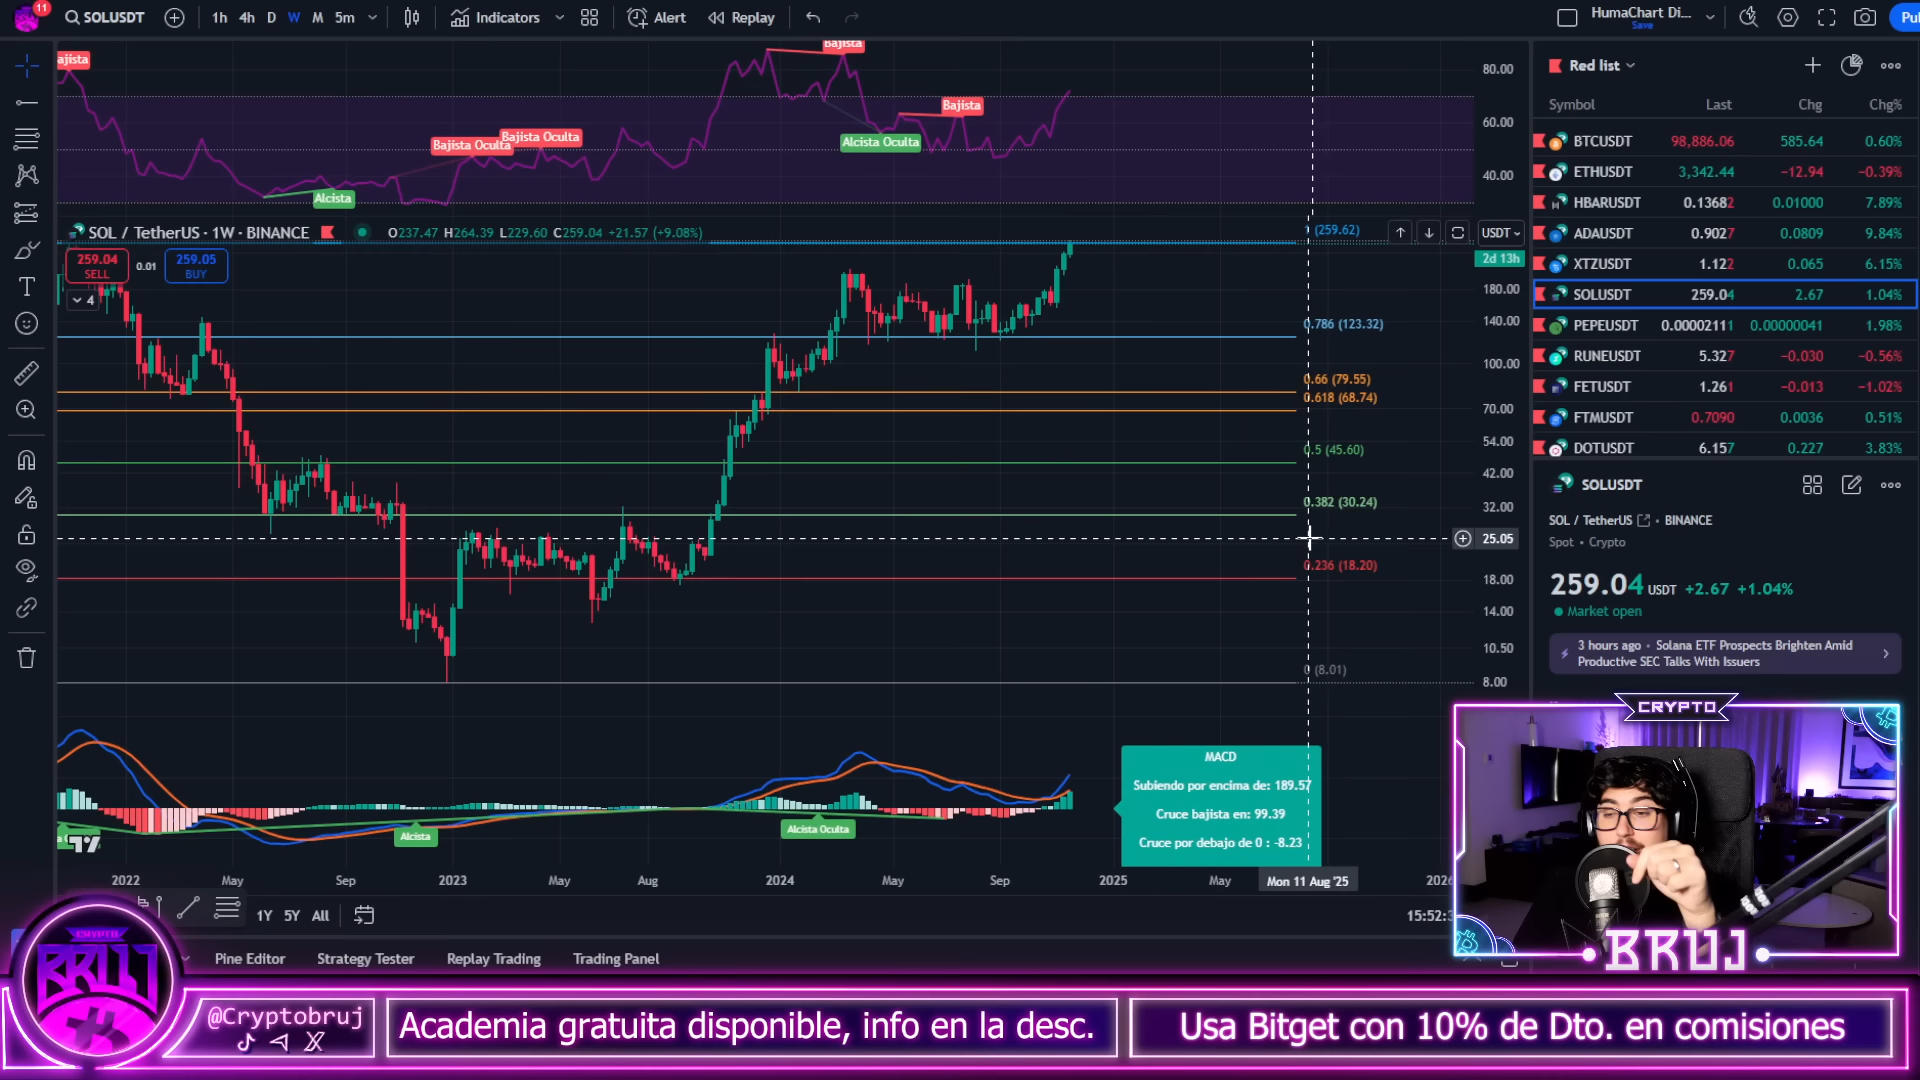 11
SOLUSDT
1h 4h D W M 5m
Indicators
Alert
Replay
HumaChart Di...
Save
Pu
ajista
Bajista
Bajista Oculta
Bajista Oculta
Alcista
Alcista Oculta
Bajista
80.00
60.00
40.00
SOL / TetherUS · 1W · BINANCE
O237.47 H264.39 L229.60 C259.04 +21.57 (+9.08%)
259.04
SELL
0.01
259.05
BUY
4
(259.62)
0.786 (123.32)
0.66 (79.55)
0.618 (68.74)
0.5 (45.60)
0.382 (30.24)
0.236 (18.20)
(8.01)
USDT
2d 13h
180.00
140.00
100.00
70.00
54.00
42.00
32.00
25.05
18.00
14.00
10.50
8.00
Alcista
Alcista Oculta
MACD
Subiendo por encima de: 189.57
Cruce bajista en: 99.39
Cruce por debajo de 0 : -8.23
2022 May Sep 2023 May Aug 2024 May Sep 2025 May Mon 11 Aug '25 2026
1Y 5Y All
15:52:3
Pine Editor Strategy Tester Replay Trading Trading Panel
Red list
Symbol Last Chg Chg%
BTCUSDT 98,886.06 585.64 0.60%
ETHUSDT 3,342.44 −12.94 −0.39%
HBARUSDT 0.13682 0.01000 7.89%
ADAUSDT 0.9027 0.0809 9.84%
XTZUSDT 1.122 0.065 6.15%
SOLUSDT 259.04 2.67 1.04%
PEPEUSDT 0.00002111 0.00000041 1.98%
RUNEUSDT 5.327 −0.030 −0.56%
FETUSDT 1.261 −0.013 −1.02%
FTMUSDT 0.7090 0.0036 0.51%
DOTUSDT 6.157 0.227 3.83%
SOLUSDT
SOL / TetherUS • BINANCE
Spot • Crypto
259.04 USDT +2.67 +1.04%
Market open
3 hours ago • Solana ETF Prospects Brighten Amid
Productive SEC Talks With Issuers
CRYPTO
BRUJ
CRYPTO
BRUJ
@Cryptobruj
Academia gratuita disponible, info en la desc.
Usa Bitget con 10% de Dto. en comisiones